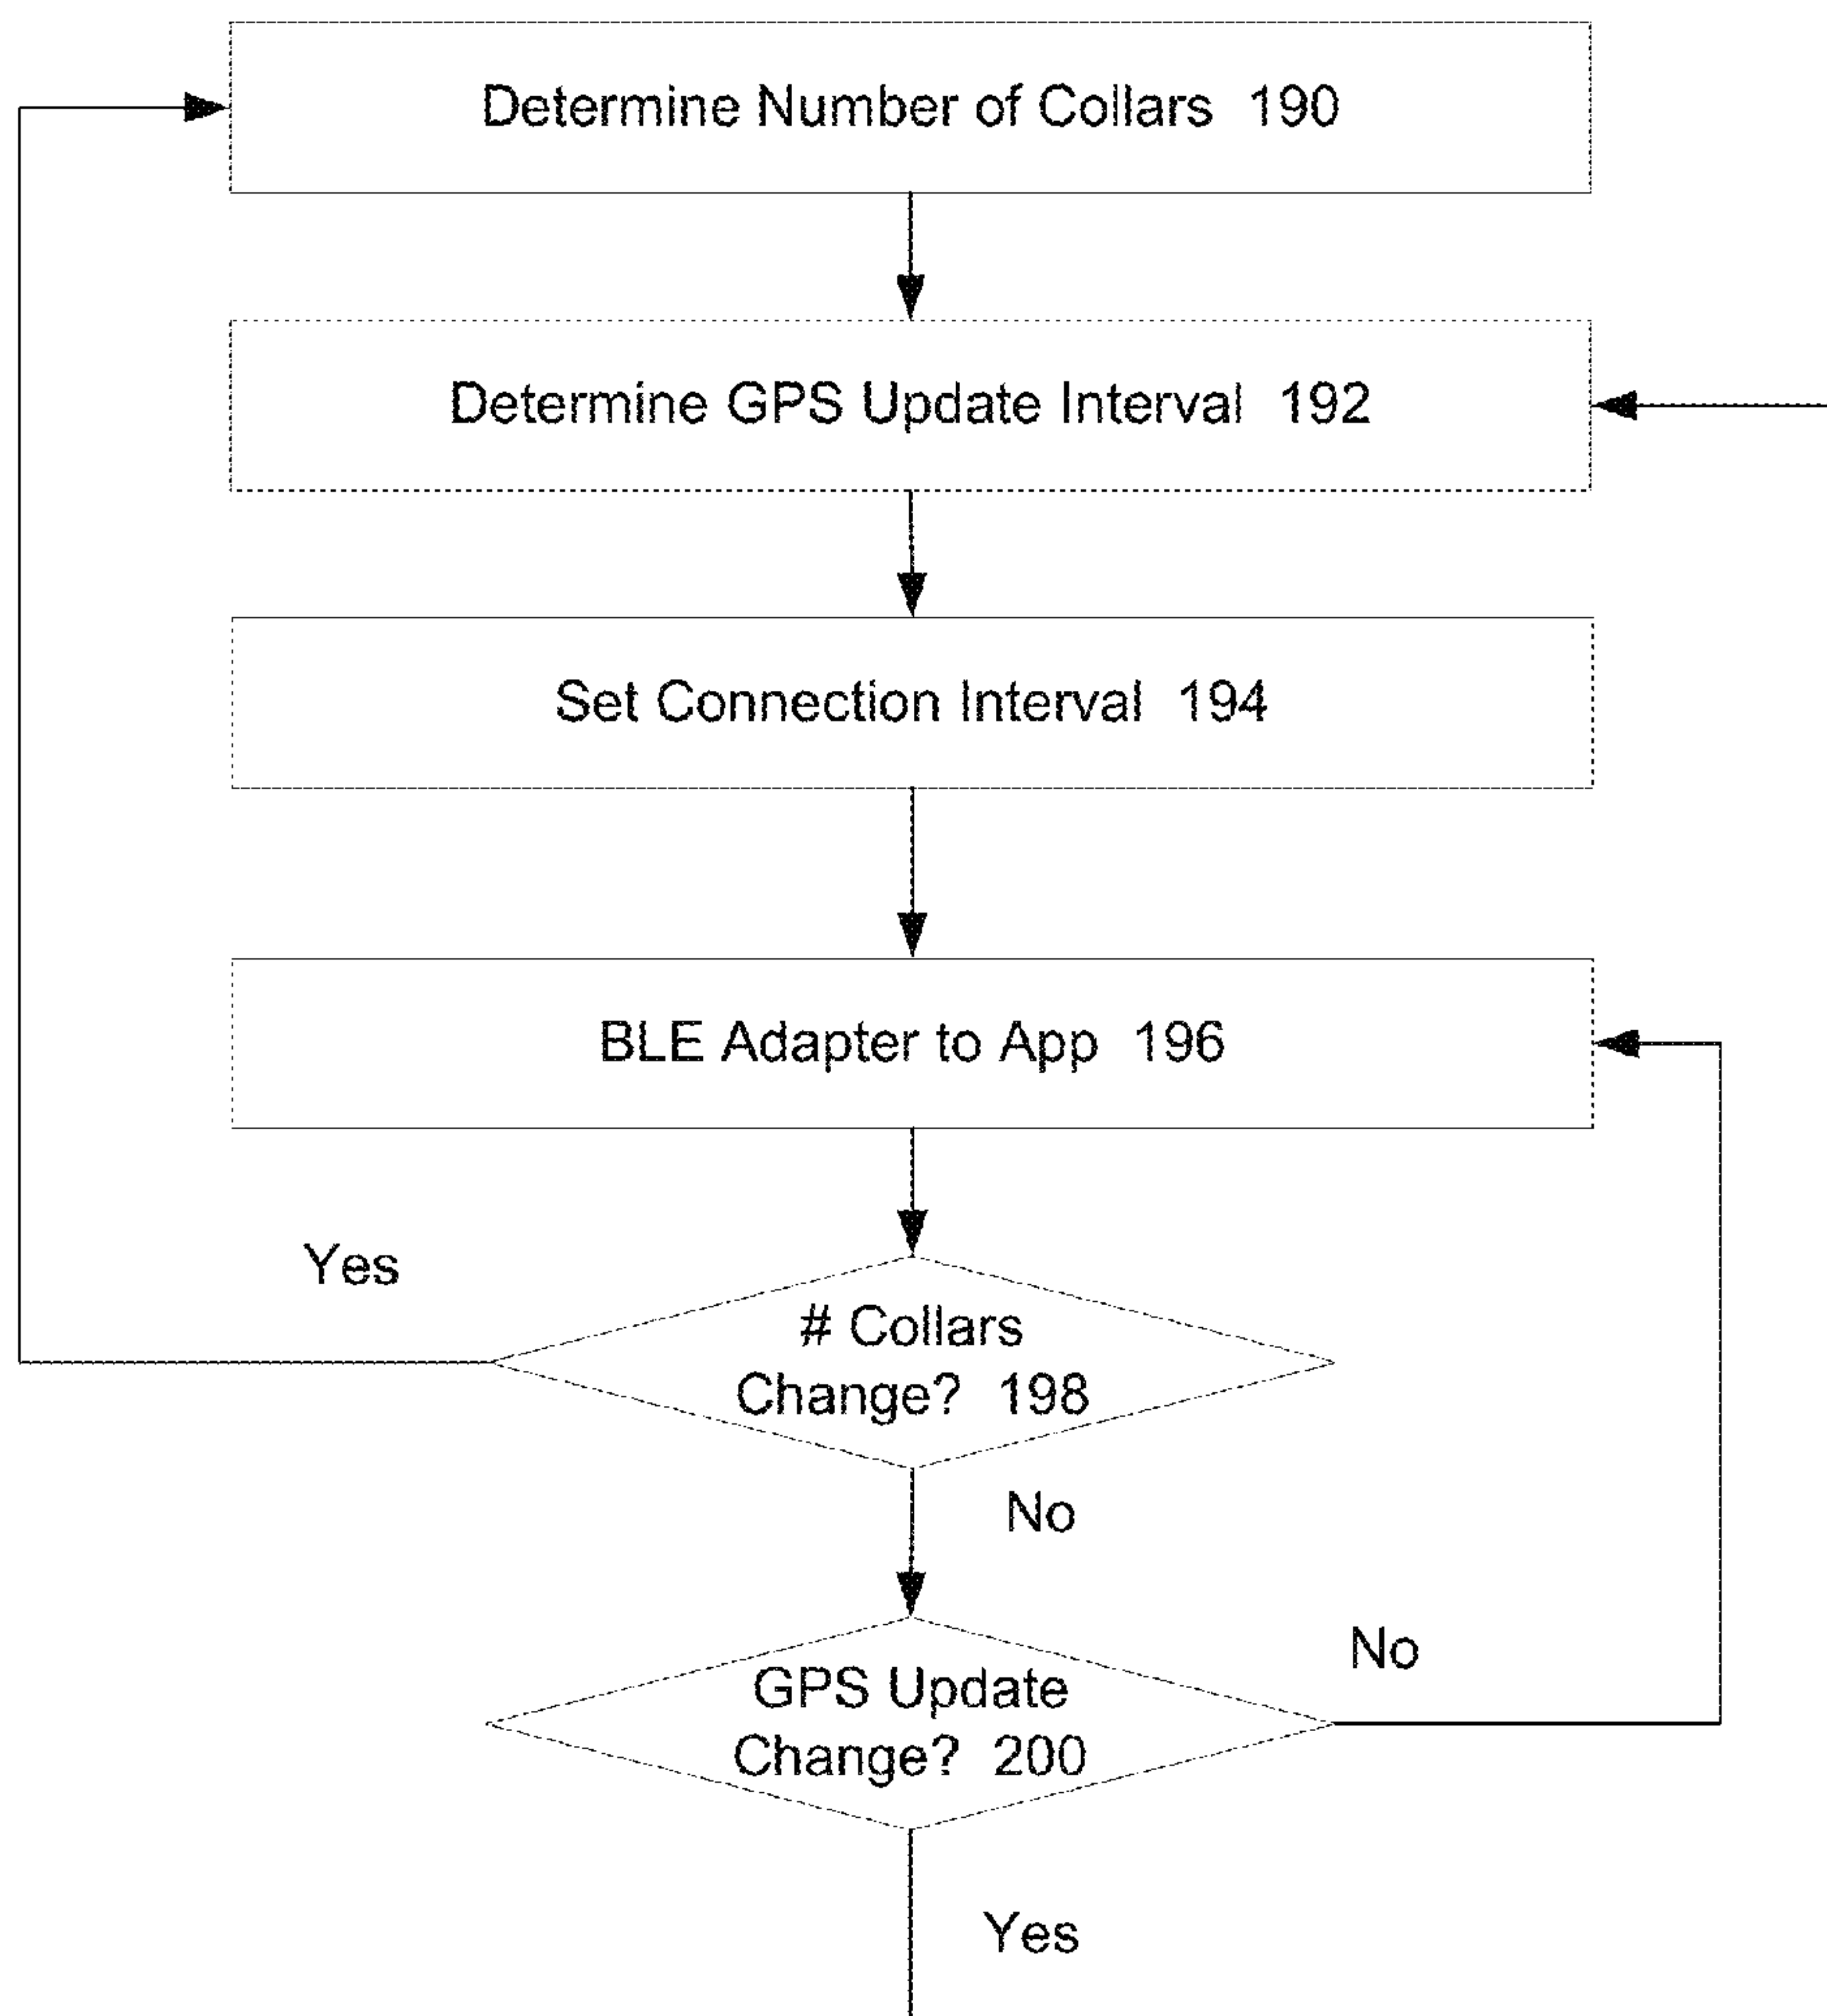 Determine Number of Collars 190
Determine GPS Update Interval 192
Set Connection Interval 194
BLE Adapter to App 196
Yes
# Collars
Change? 198
No
GPS Update
Change? 200
No
Yes